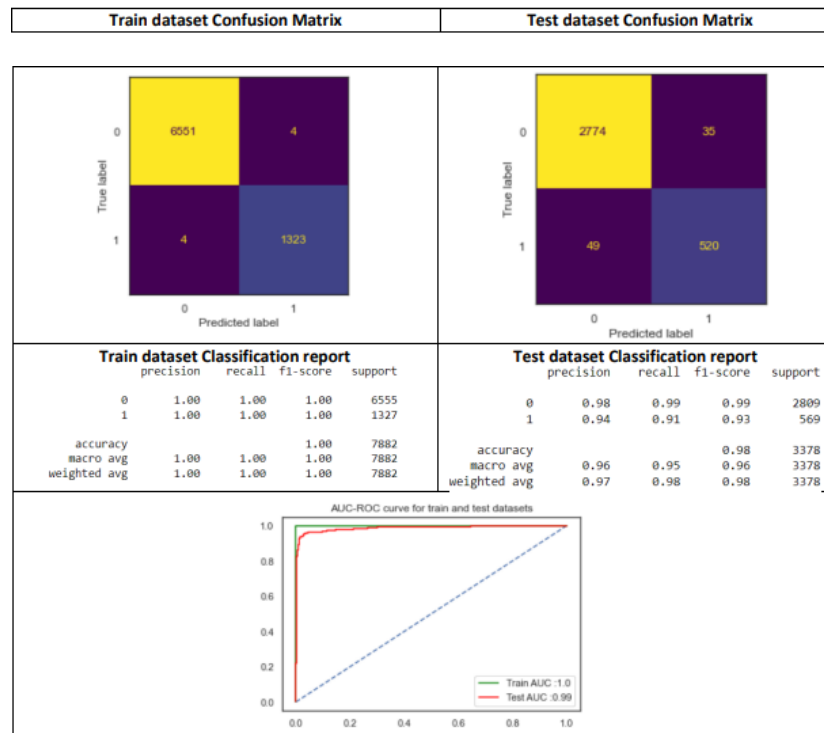 Train dataset Confusion Matrix
Test dataset Confusion Matrix
0
6551
4
True label
1
4
1323
0
1
Predicted label
0
2774
35
True label
1
49
520
0
1
Predicted label
Train dataset Classification report
precision recall f1-score support
0 1.00 1.00 1.00 6555
1 1.00 1.00 1.00 1327
accuracy 1.00 7882
macro avg 1.00 1.00 1.00 7882
weighted avg 1.00 1.00 1.00 7882
Test dataset Classification report
precision recall f1-score support
0 0.98 0.99 0.99 2809
1 0.94 0.91 0.93 569
accuracy 0.98 3378
macro avg 0.96 0.95 0.96 3378
weighted avg 0.97 0.98 0.98 3378
AUC-ROC curve for train and test datasets
1.0
0.8
0.6
0.4
0.2
0.0
Train AUC :1.0
Test AUC :0.99
0.0 0.2 0.4 0.6 0.8 1.0